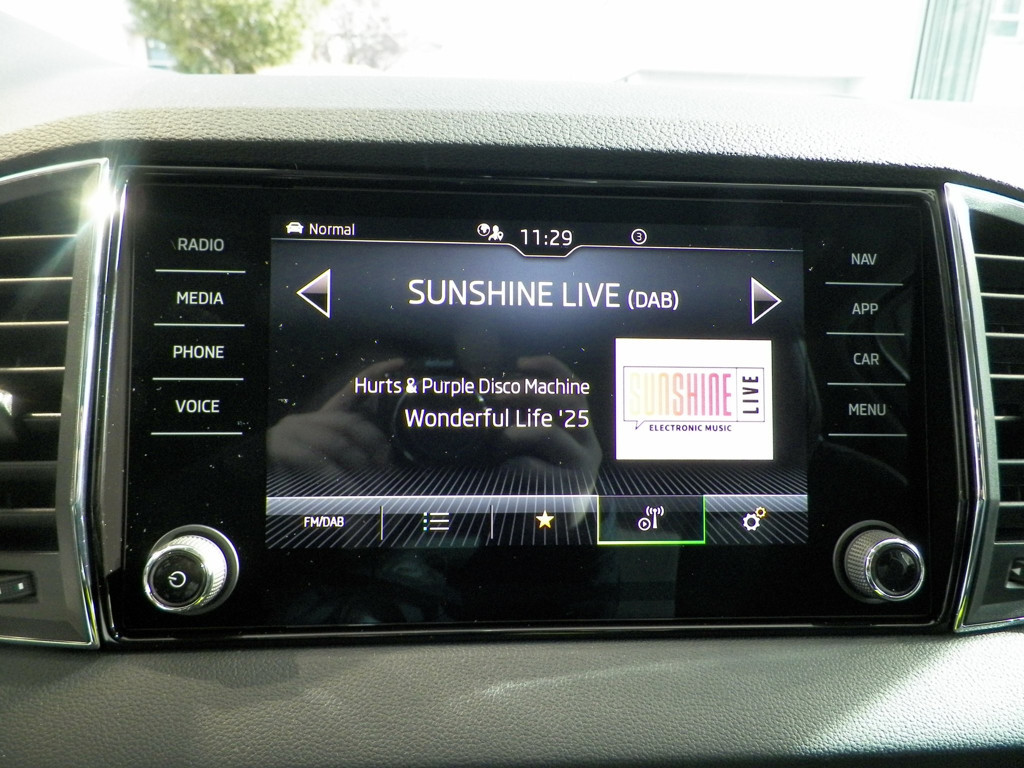 Normal
11:29
3
RADIO
MEDIA
PHONE
VOICE
SUNSHINE LIVE (DAB)
Hurts & Purple Disco Machine
Wonderful Life '25
SUNSHINE
LIVE
ELECTRONIC MUSIC
FM/DAB
NAV
APP
CAR
MENU